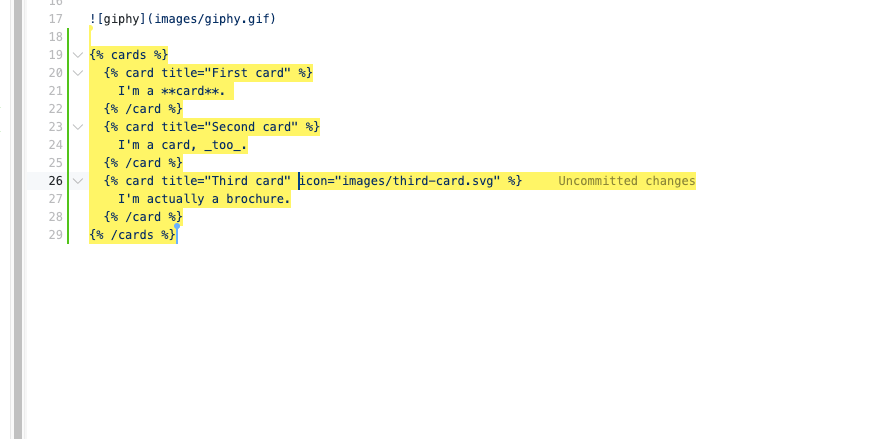 16
17 ![giphy](images/giphy.gif)
18
19 {% cards %}
20 {% card title="First card" %}
21 I'm a **card**.
22 {% /card %}
23 {% card title="Second card" %}
24 I'm a card, _too_.
25 {% /card %}
26 {% card title="Third card" icon="images/third-card.svg" %} Uncommitted changes
27 I'm actually a brochure.
28 {% /card %}
29 {% /cards %}